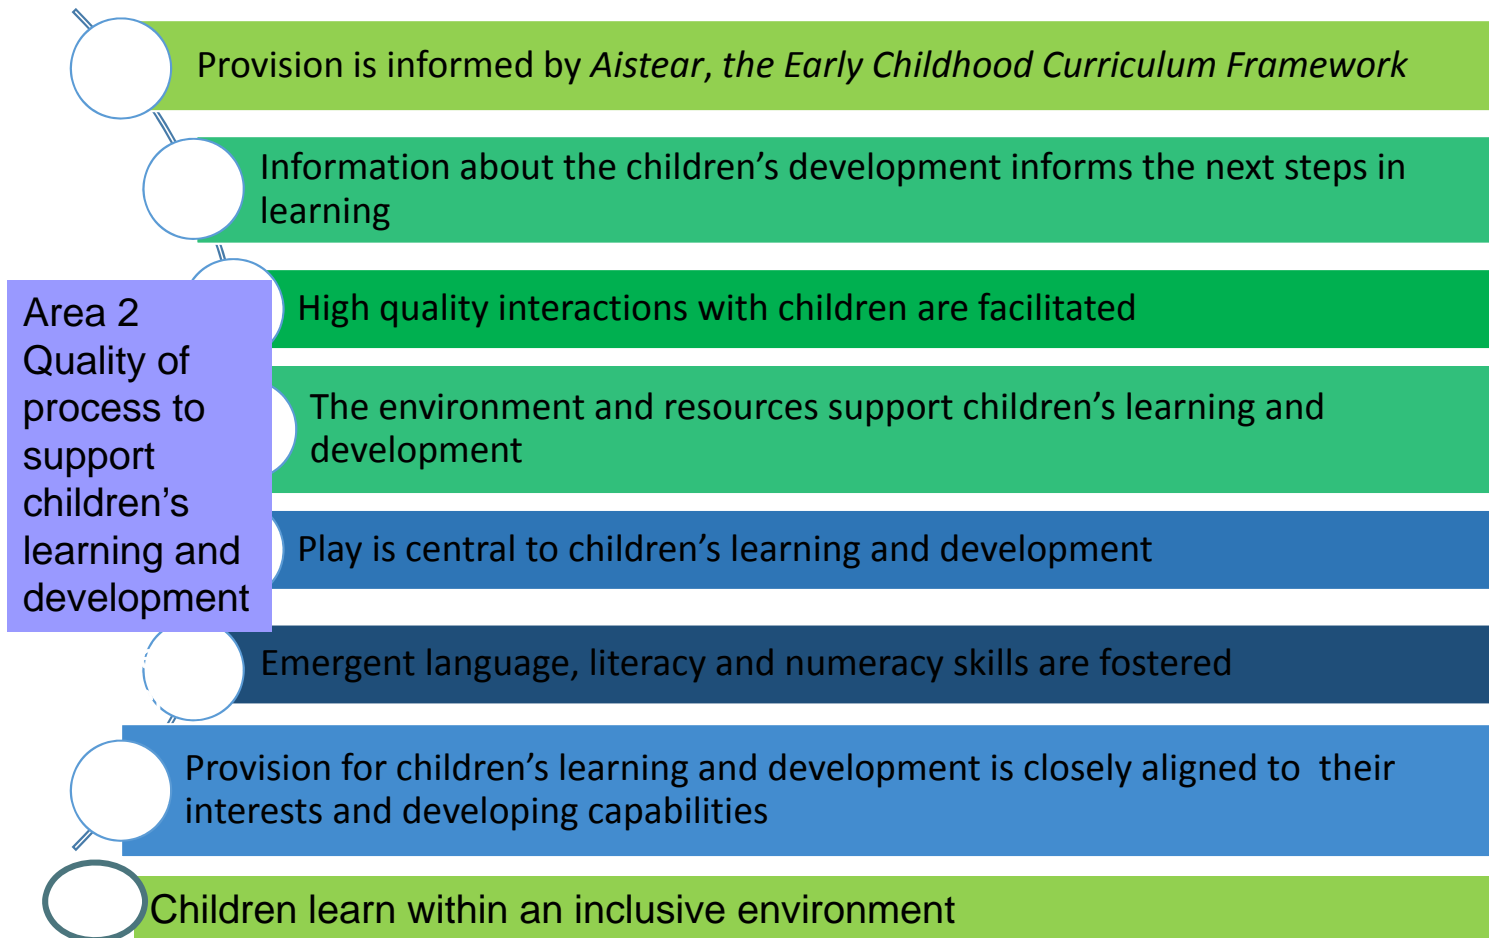 Provision is informed by Aistear, the Early Childhood Curriculum Framework
Information about the children’s development informs the next steps in
learning
High quality interactions with children are facilitated
Area 2
Quality of
process to
support
children’s
learning and
development
The environment and resources support children’s learning and
development
Play is central to children’s learning and development
Emergent language, literacy and numeracy skills are fostered
Provision for children’s learning and development is closely aligned to  their
interests and developing capabilities
Children learn within an inclusive environment